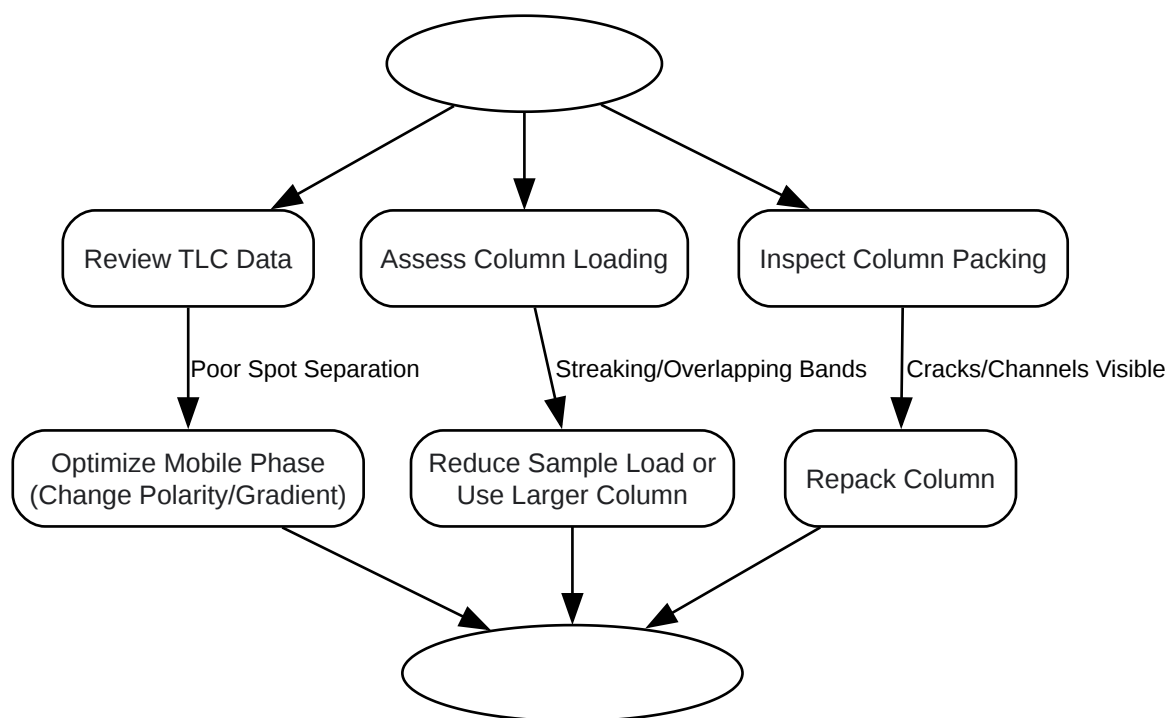 Review TLC Data
Assess Column Loading
Inspect Column Packing
Poor Spot Separation
Streaking/Overlapping Bands
Cracks/Channels Visible
Optimize Mobile Phase
(Change Polarity/Gradient)
Reduce Sample Load or
Use Larger Column
Repack Column